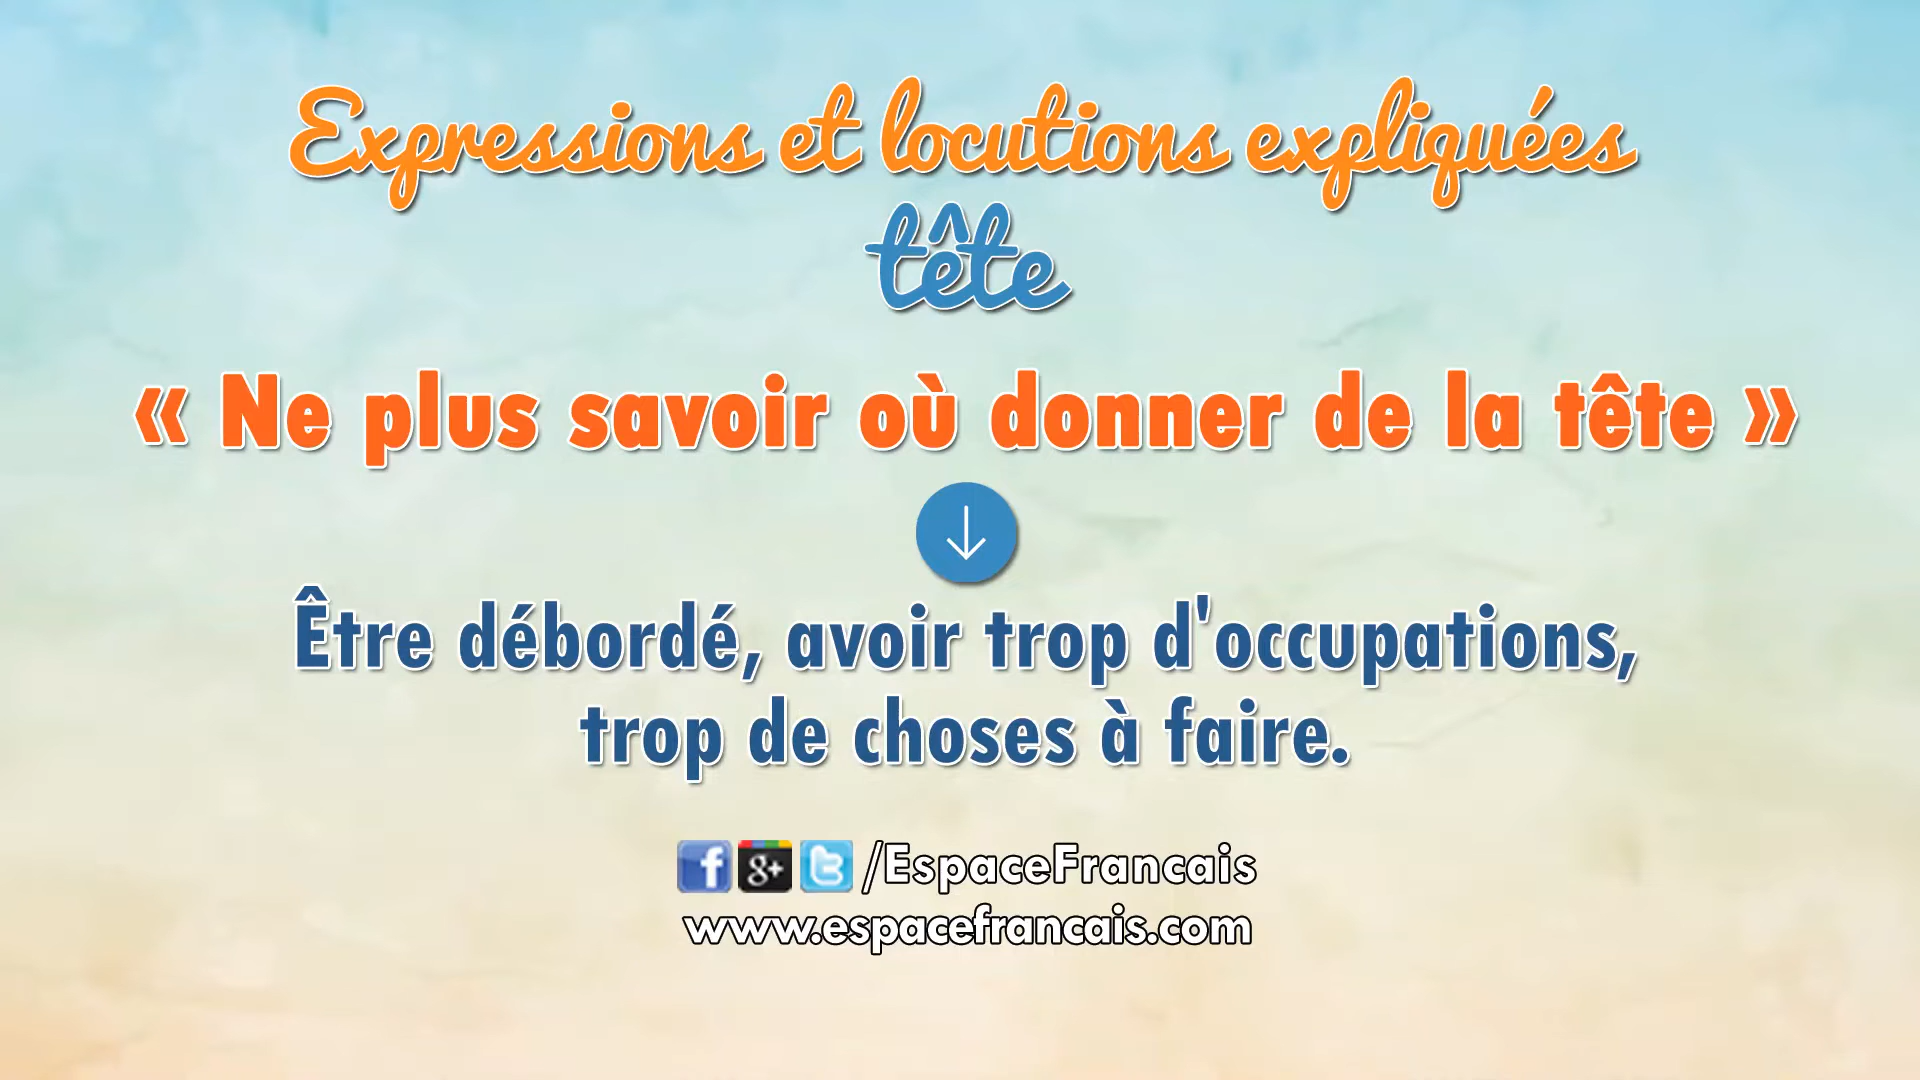 Expressions et locutions expliquées
tête
« Ne plus savoir où donner de la tête »
Être débordé, avoir trop d'occupations,
trop de choses à faire.
f g+ t /EspaceFrancais
www.espacefrancais.com